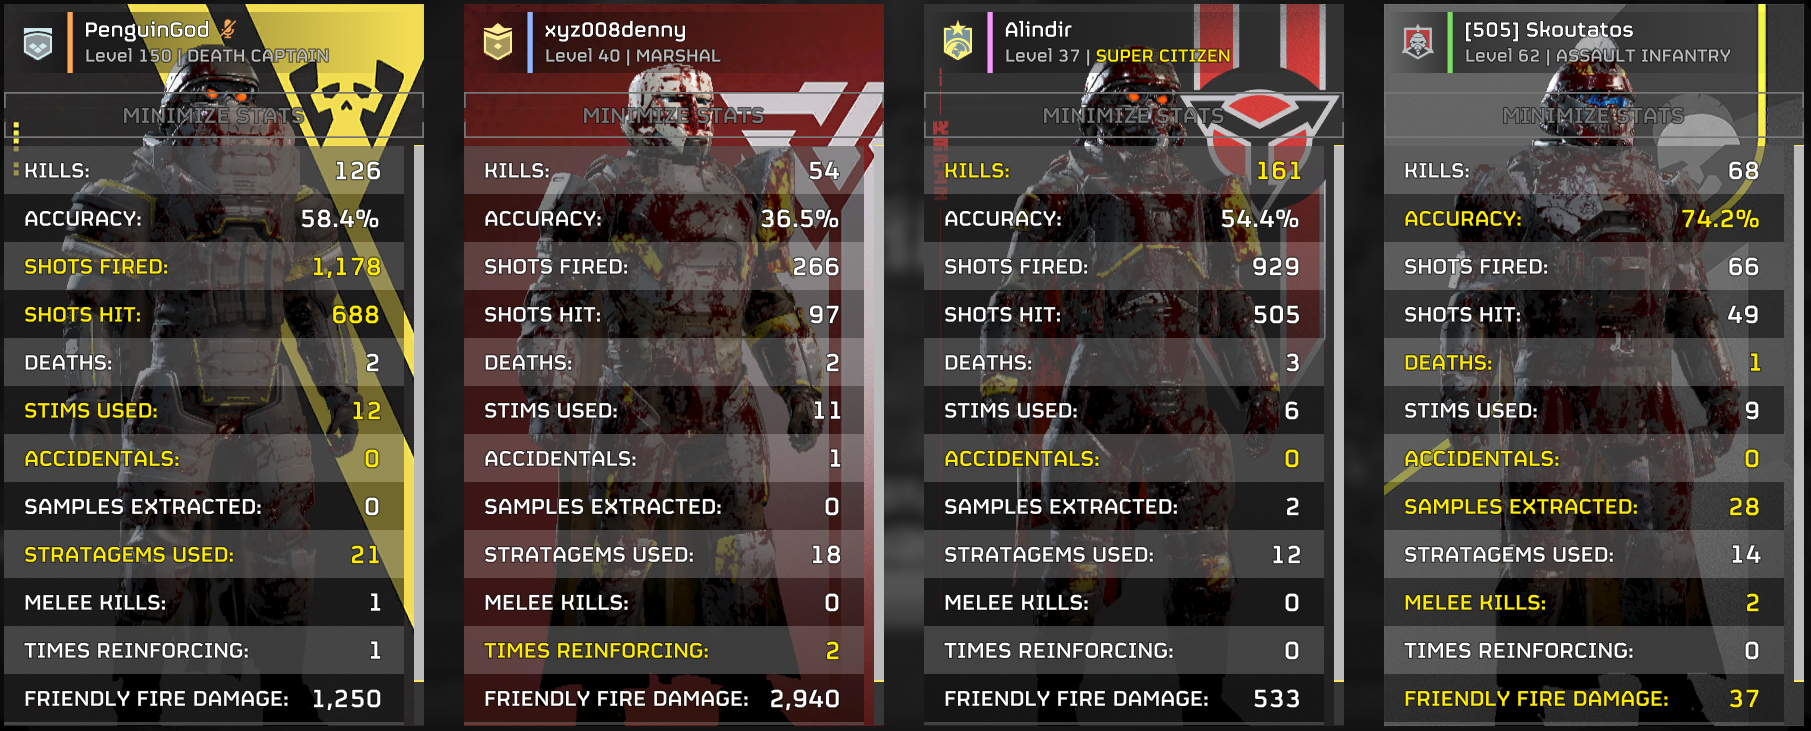 PenguinGod
Level 150 | DEATH CAPTAIN
MINIMIZE STATS
KILLS: 126
ACCURACY: 58.4%
SHOTS FIRED: 1,178
SHOTS HIT: 688
DEATHS: 2
STIMS USED: 12
ACCIDENTALS: 0
SAMPLES EXTRACTED: 0
STRATAGEMS USED: 21
MELEE KILLS: 1
TIMES REINFORCING: 1
FRIENDLY FIRE DAMAGE: 1,250
xyz008denny
Level 40 | MARSHAL
MINIMIZE STATS
KILLS: 54
ACCURACY: 36.5%
SHOTS FIRED: 266
SHOTS HIT: 97
DEATHS: 2
STIMS USED: 11
ACCIDENTALS: 1
SAMPLES EXTRACTED: 0
STRATAGEMS USED: 18
MELEE KILLS: 0
TIMES REINFORCING: 2
FRIENDLY FIRE DAMAGE: 2,940
Alindir
Level 37 | SUPER CITIZEN
MINIMIZE STATS
KILLS: 161
ACCURACY: 54.4%
SHOTS FIRED: 929
SHOTS HIT: 505
DEATHS: 3
STIMS USED: 6
ACCIDENTALS: 0
SAMPLES EXTRACTED: 2
STRATAGEMS USED: 12
MELEE KILLS: 0
TIMES REINFORCING: 0
FRIENDLY FIRE DAMAGE: 533
[505] Skoutatos
Level 62 | ASSAULT INFANTRY
MINIMIZE STATS
KILLS: 68
ACCURACY: 74.2%
SHOTS FIRED: 66
SHOTS HIT: 49
DEATHS: 1
STIMS USED: 9
ACCIDENTALS: 0
SAMPLES EXTRACTED: 28
STRATAGEMS USED: 14
MELEE KILLS: 2
TIMES REINFORCING: 0
FRIENDLY FIRE DAMAGE: 37